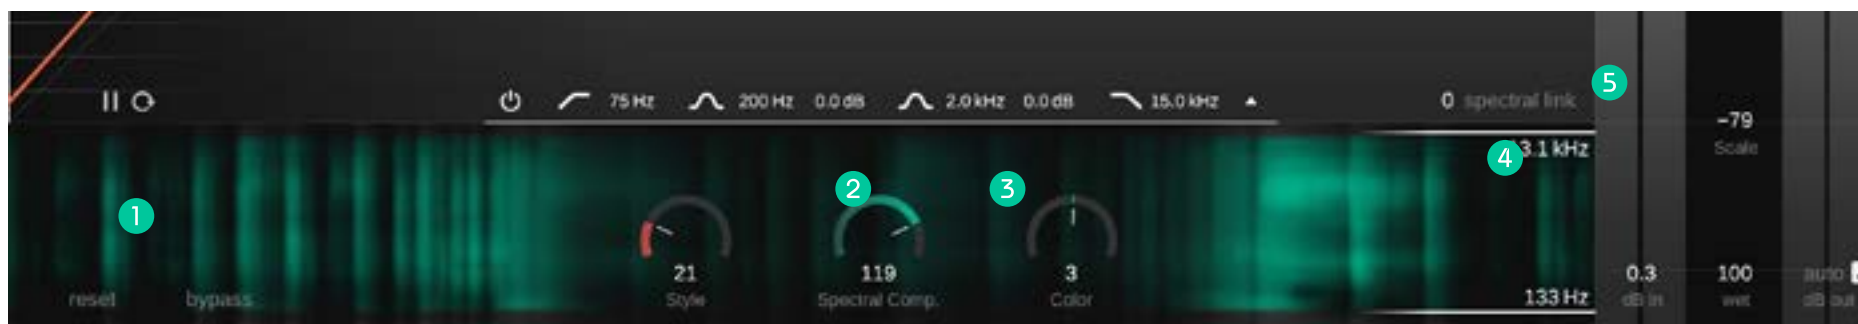 75 Hz 200 Hz 0.0 dB 2.0 kHz 0.0 dB 15.0 kHz 0 spectral link 5
-79
Scale
4 3.1 kHz
1 2 3
21 119 3
Style Spectral Comp. Color
reset bypass
133 Hz
0.3 100 auto
dB in wet dB out